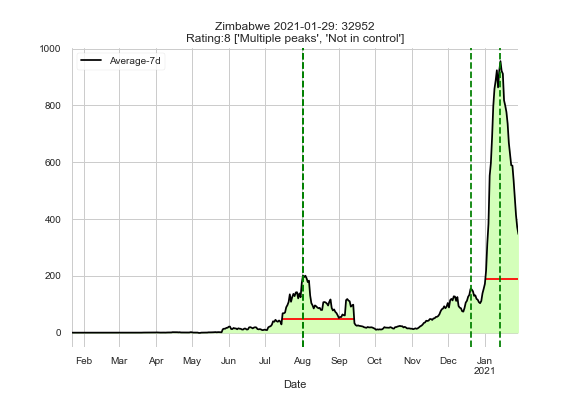 Zimbabwe 2021-01-29: 32952
Rating:8 ['Multiple peaks', 'Not in control']
Average-7d
1000
800
600
400
200
0
Feb Mar Apr May Jun Jul Aug Sep Oct Nov Dec Jan
2021
Date